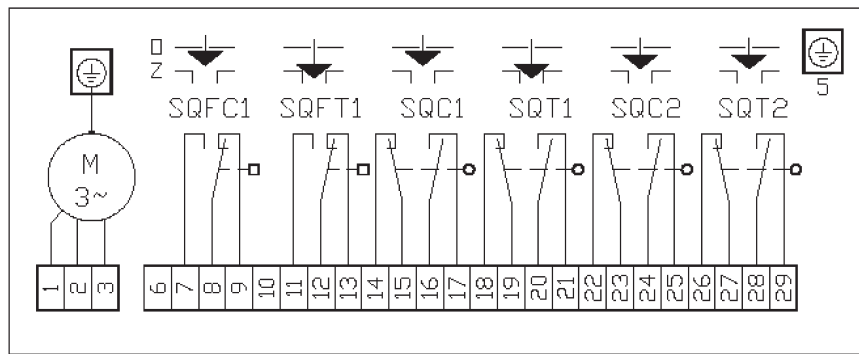 O
Z
SQFC1 SQFT1 SQC1 SQT1 SQC2 SQT2
5
M
3~
1 2 3 6 7 8 9 10 11 12 13 14 15 16 17 18 19 20 21 22 23 24 25 26 27 28 29